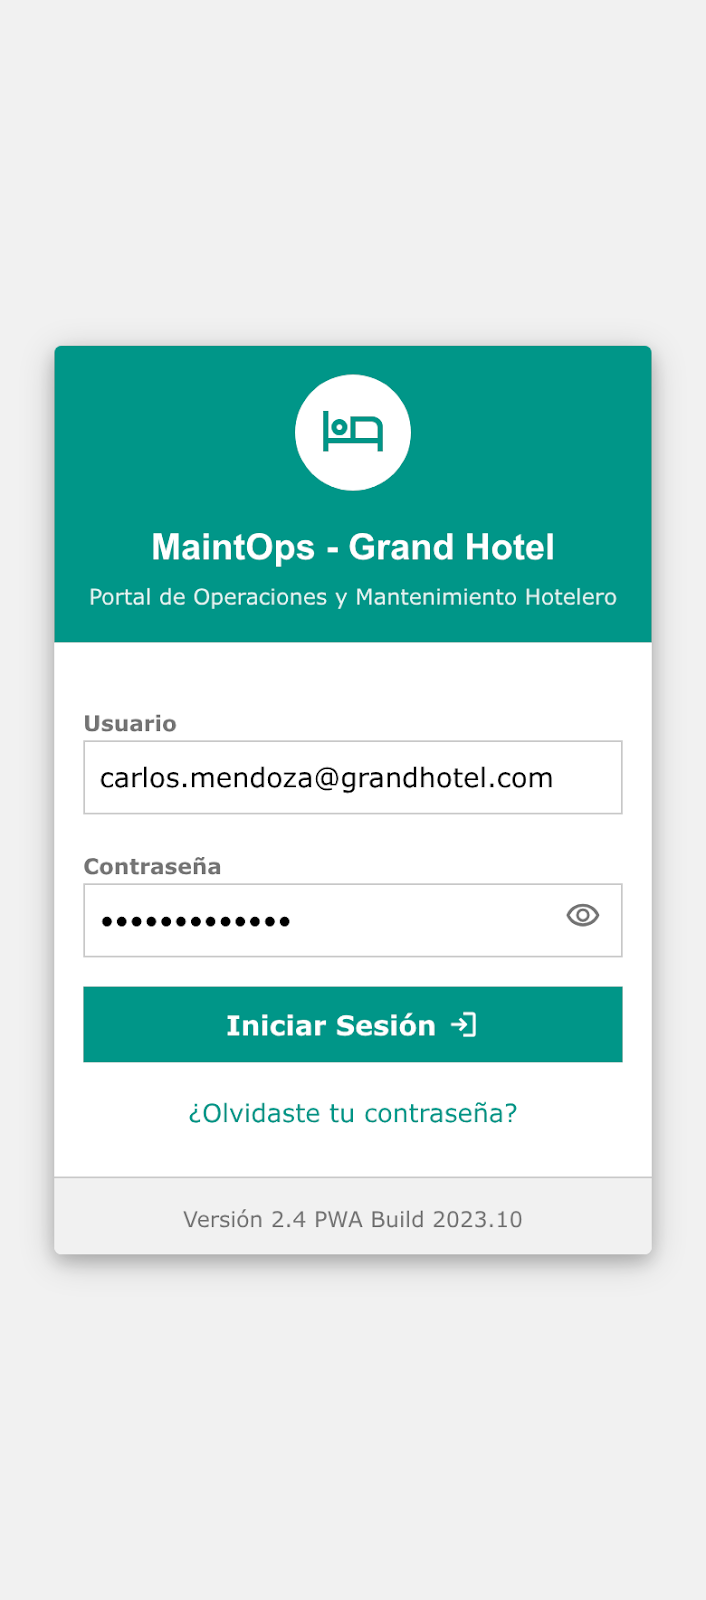 MaintOps - Grand Hotel
Portal de Operaciones y Mantenimiento Hotelero
Usuario
carlos.mendoza@grandhotel.com
Contraseña
•••••••••••••
Iniciar Sesión
¿Olvidaste tu contraseña?
Versión 2.4 PWA Build 2023.10